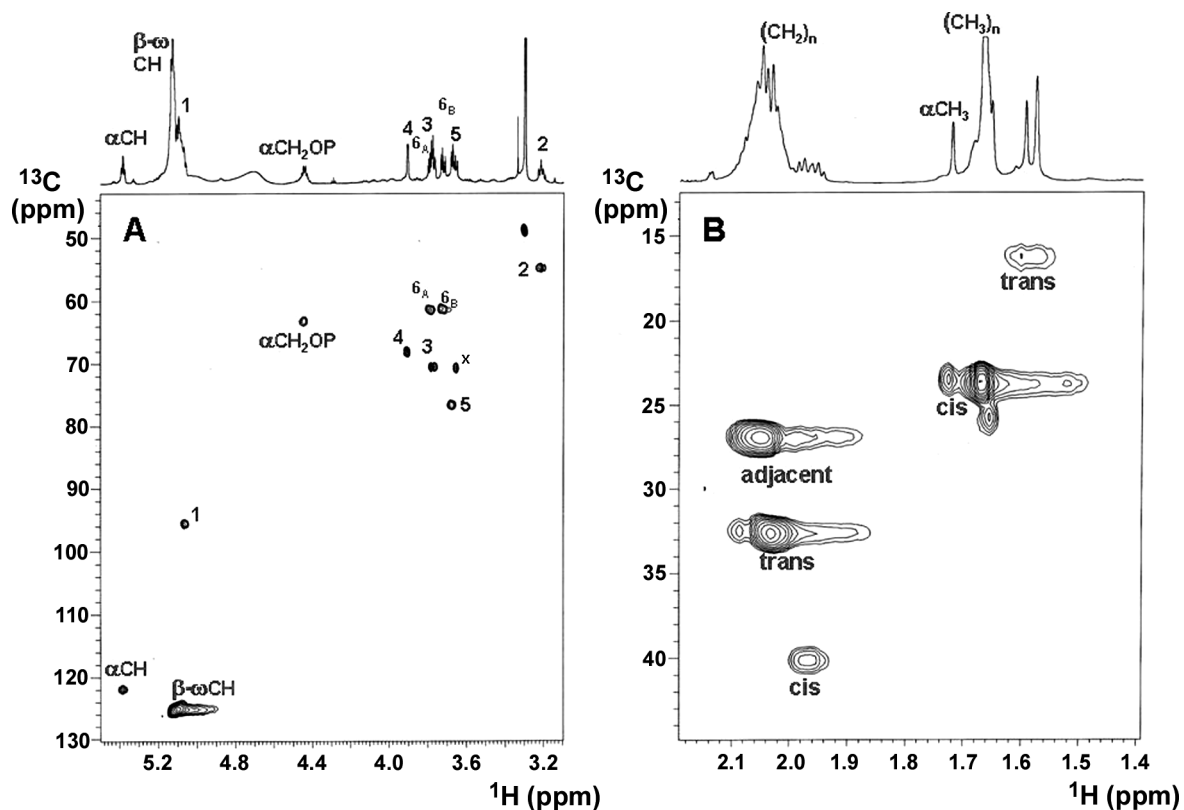 β-ω
CH
1
αCH
αCH₂OP
4
3
6A
6B
5
2
13C
(ppm)
A
50
60
70
80
90
100
110
120
130
2
6A
6B
αCH₂OP
4
3
x
5
1
αCH
β-ωCH
5.2
4.8
4.4
4.0
3.6
3.2
1H (ppm)
(CH₂)n
(CH₃)n
αCH₃
13C
(ppm)
B
15
20
25
30
35
40
trans
cis
adjacent
trans
cis
2.1
2.0
1.9
1.8
1.7
1.6
1.5
1.4
1H (ppm)